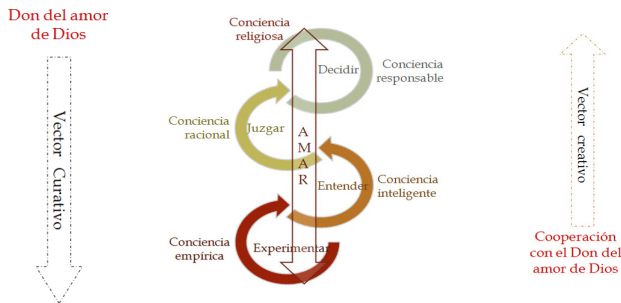 Don del amor
de Dios
Vector Curativo
Conciencia
religiosa
Decidir
Conciencia
responsable
Conciencia
racional
Juzgar
AMAR
Entender
Conciencia
inteligente
Conciencia
empírica
Experimentar
Vector creativo
Cooperación
con el Don del
amor de Dios